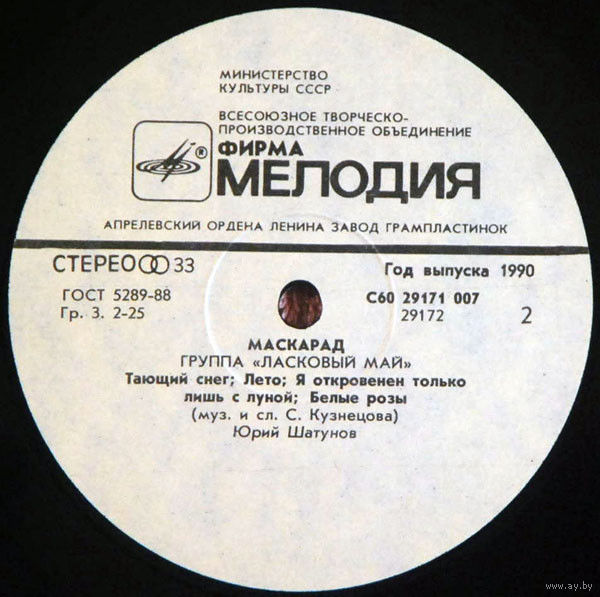 МИНИСТЕРСТВО
КУЛЬТУРЫ СССР
ВСЕСОЮЗНОЕ ТВОРЧЕСКО-
ПРОИЗВОДСТВЕННОЕ ОБЪЕДИНЕНИЕ
ФИРМА
® МЕЛОДИЯ
АПРЕЛЕВСКИЙ ОРДЕНА ЛЕНИНА ЗАВОД ГРАМПЛАСТИНОК
СТЕРЕО 33
Год выпуска 1990
ГОСТ 5289-88
С60 29171 007
Гр. 3. 2-25
29172
2
МАСКАРАД
ГРУППА «ЛАСКОВЫЙ МАЙ»
Тающий снег; Лето; Я откровенен только
лишь с луной; Белые розы
(муз. и сл. С. Кузнецова)
Юрий Шатунов
www.ay.by